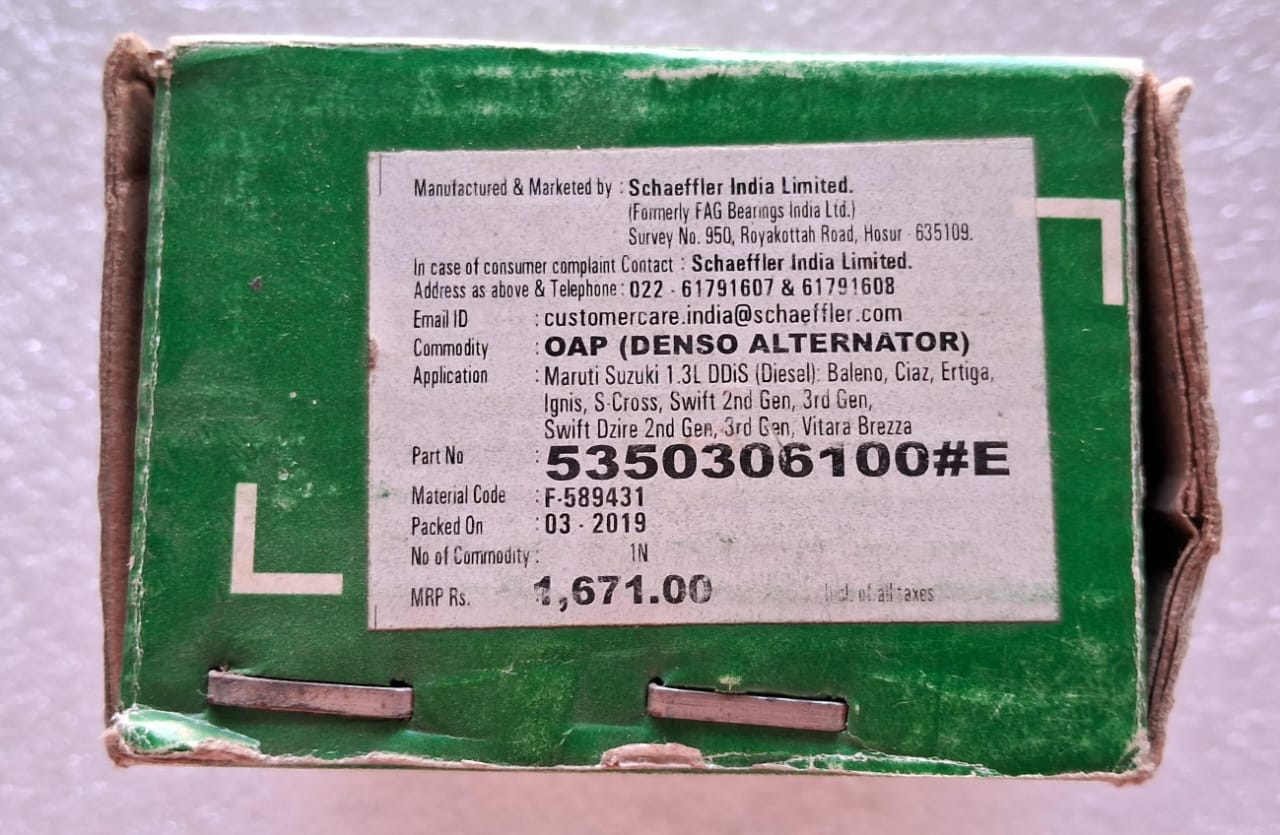 Manufactured & Marketed by : Schaeffler India Limited.
(Formerly FAG Bearings India Ltd.)
Survey No. 950, Royakottah Road, Hosur - 635109.
In case of consumer complaint Contact : Schaeffler India Limited.
Address as above & Telephone : 022 - 61791607 & 61791608
Email ID : customercare.india@schaeffler.com
Commodity : OAP (DENSO ALTERNATOR)
Application : Maruti Suzuki 1.3L DDiS (Diesel): Baleno, Ciaz, Ertiga,
Ignis, S-Cross, Swift 2nd Gen, 3rd Gen,
Swift Dzire 2nd Gen, 3rd Gen, Vitara Brezza
Part No : 5350306100#E
Material Code : F-589431
Packed On : 03 - 2019
No of Commodity : 1N
MRP Rs. 1,671.00 Incl. of all taxes